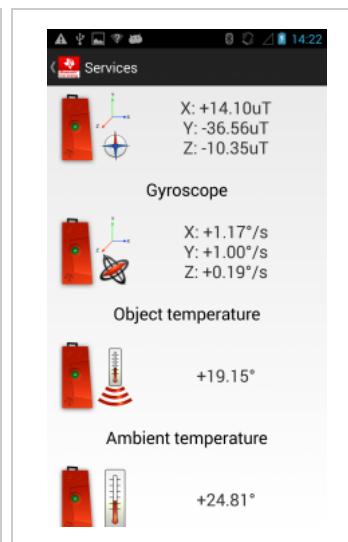 14:22
Services
X: +14.10uT
Y: -36.56uT
Z: -10.35uT
Gyroscope
X: +1.17°/s
Y: +1.00°/s
Z: +0.19°/s
Object temperature
+19.15°
Ambient temperature
+24.81°